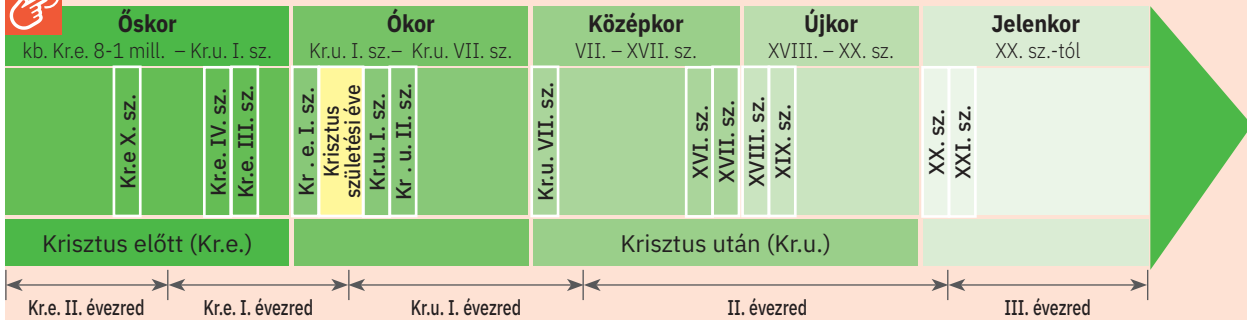 Őskor
kb. Kr.e. 8-1 mill. – Kr.u. I. sz.
Ókor
Kr.u. I. sz.– Kr.u. VII. sz.
Középkor
VII. – XVII. sz.
Újkor
XVIII. – XX. sz.
Jelenkor
XX. sz.-tól
Kr.e X. sz.
Kr.e. IV. sz.
Kr.e. III. sz.
Kr . e. I. sz.
Krisztus
születési éve
Kr.u. I. sz.
Kr . u. II. sz.
Kr.u. VII. sz.
XVI. sz.
XVII. sz.
XVIII. sz.
XIX. sz.
XX. sz.
XXI. sz.
Krisztus előtt (Kr.e.)
Krisztus után (Kr.u.)
Kr.e. II. évezred
Kr.e. I. évezred
Kr.u. I. évezred
II. évezred
III. évezred